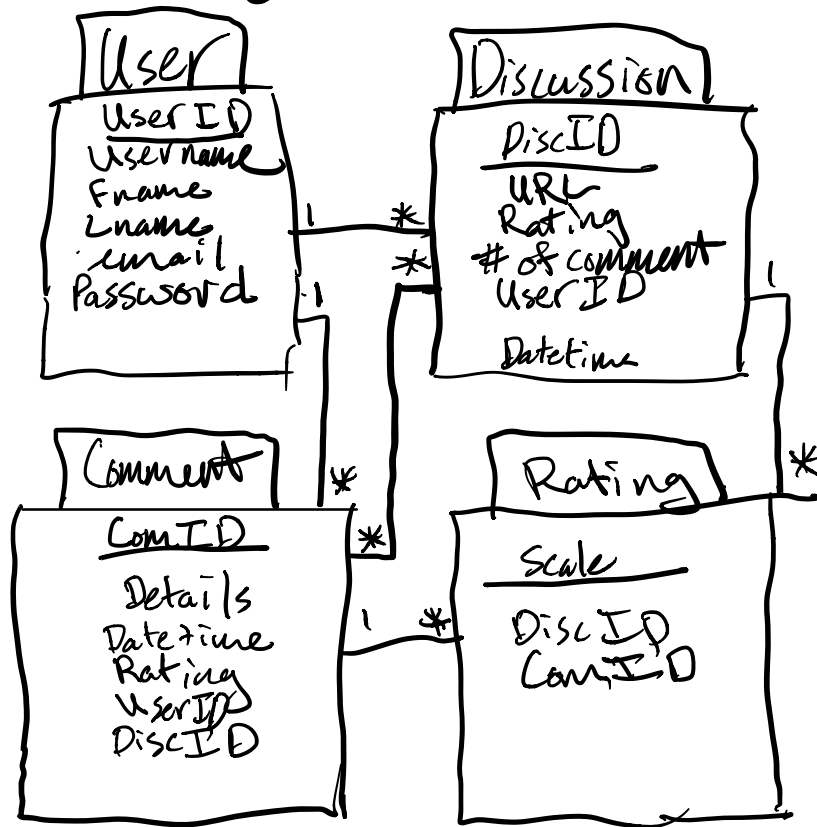 User
UserID
Username
Fname
Lname
email
Password
1
*
*
1
Discussion
DiscID
URL
Rating
# of comment
UserID
Datetime
1
*
Comment
*
*
ComID
Details
Datetime
Rating
UserID
DiscID
1
*
Rating
Scale
DiscID
ComID